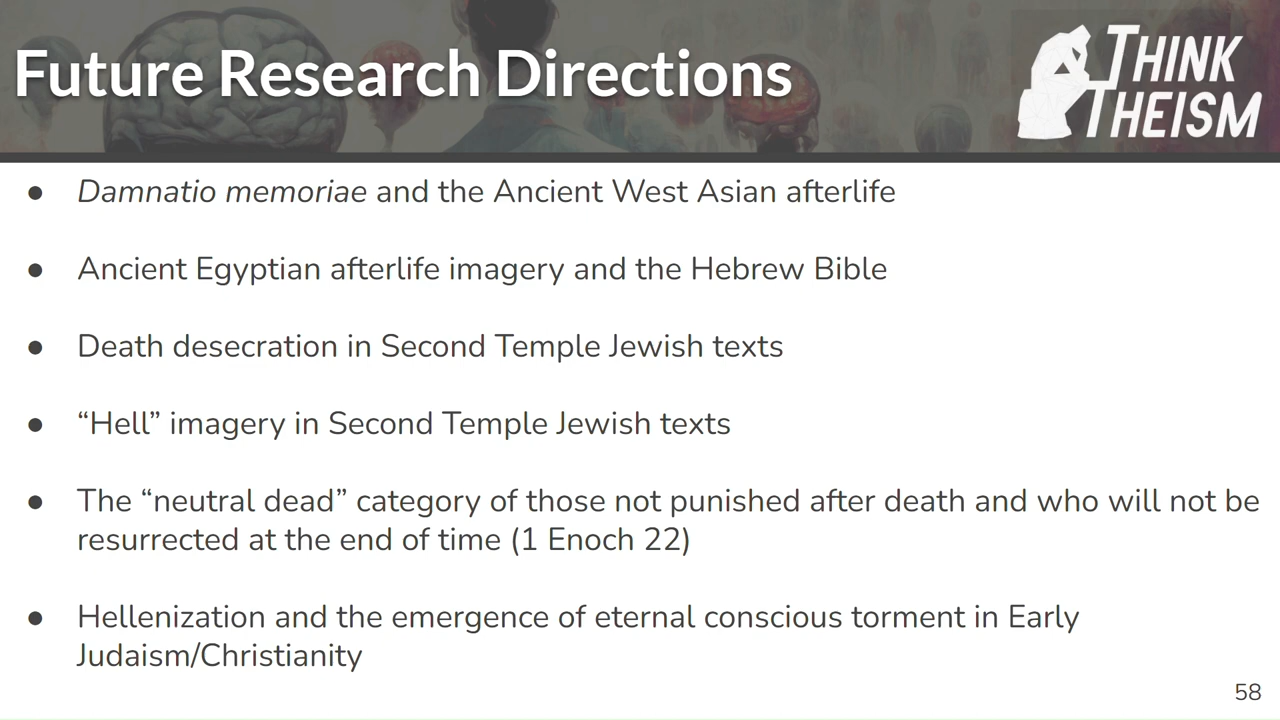 Future Research Directions
THINK
THEISM
● Damnatio memoriae and the Ancient West Asian afterlife
● Ancient Egyptian afterlife imagery and the Hebrew Bible
● Death desecration in Second Temple Jewish texts
● “Hell” imagery in Second Temple Jewish texts
● The “neutral dead” category of those not punished after death and who will not be
resurrected at the end of time (1 Enoch 22)
● Hellenization and the emergence of eternal conscious torment in Early
Judaism/Christianity
58